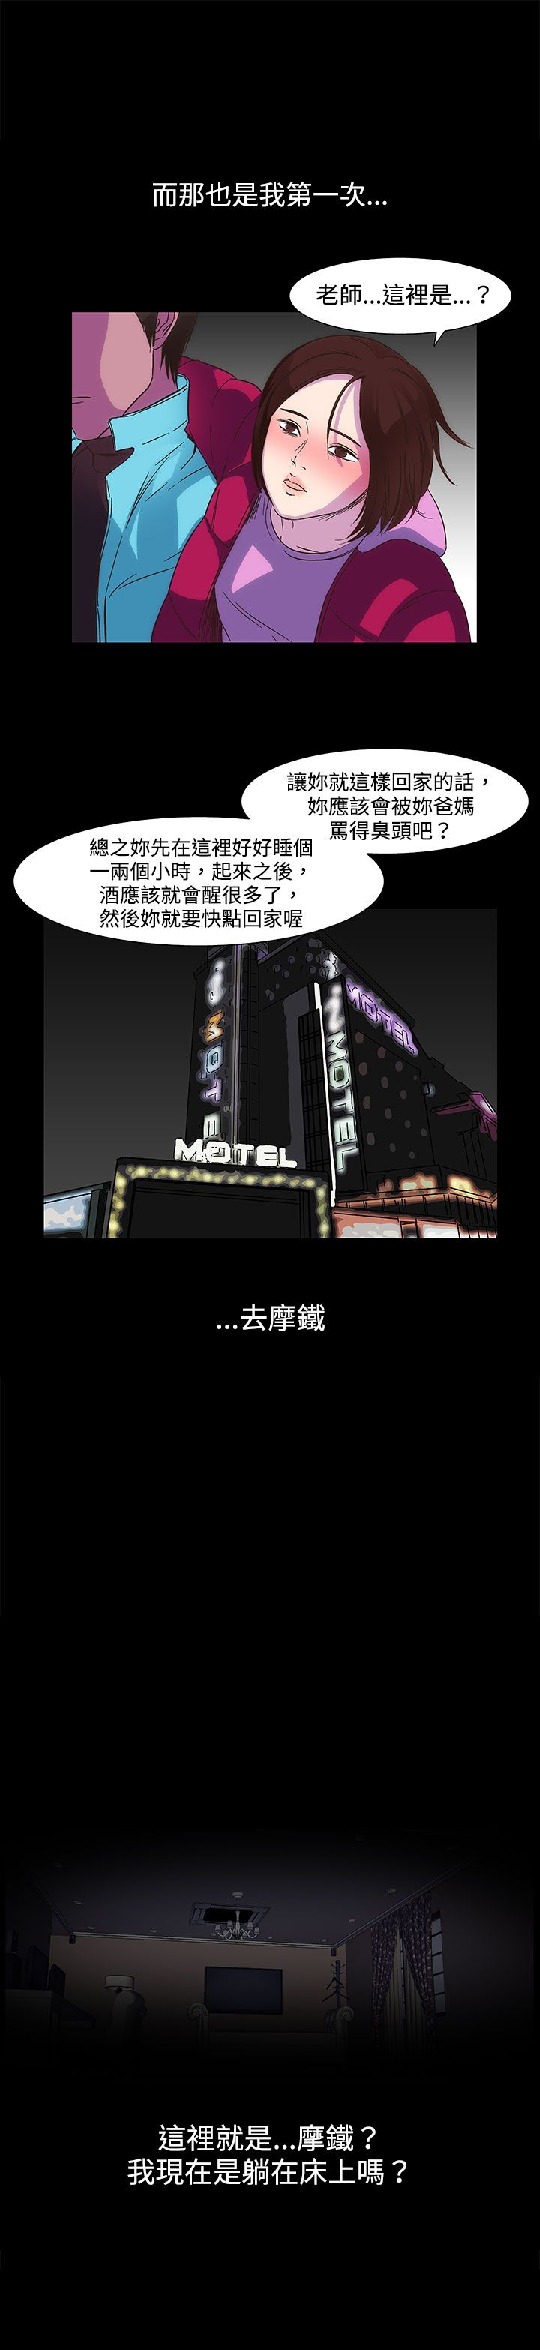 而那也是我第一次...
老師...這裡是...？
讓妳就這樣回家的話，
妳應該會被妳爸媽
罵得臭頭吧？
總之妳先在這裡好好睡個
一兩個小時，起來之後，
酒應該就會醒很多了，
然後妳就要快點回家喔
MOTEL
MOTEL
MOTEL
...去摩鐵
這裡就是...摩鐵？
我現在是躺在床上嗎？